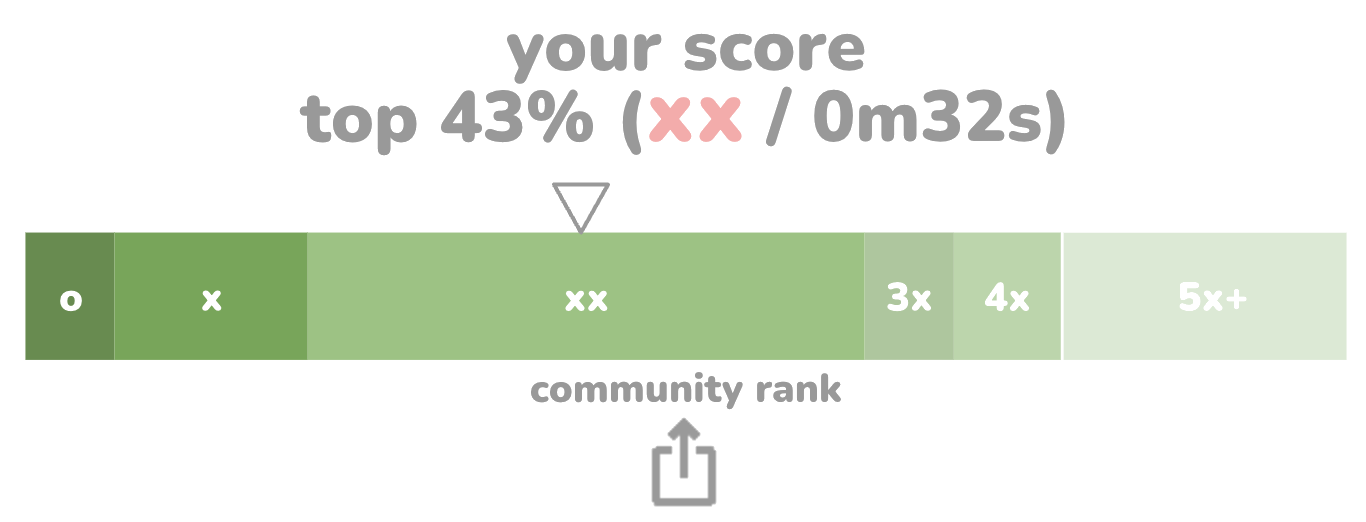 your score
top 43% (xx / 0m32s)
o x xx 3x 4x 5x+
community rank